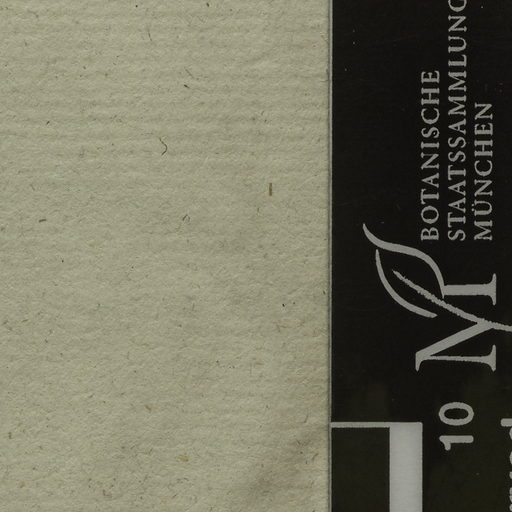 BOTANISCHE
STAATSSAMMLUNG
MÜNCHEN
10